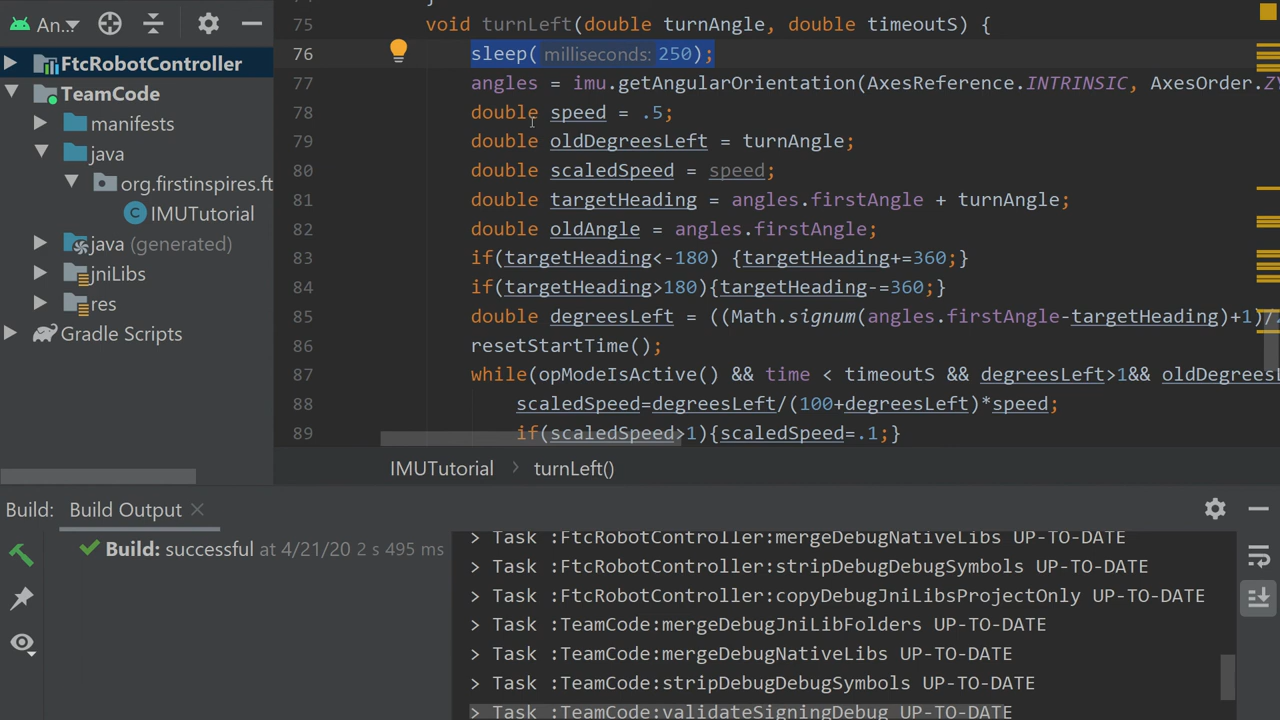 An...
FtcRobotController
TeamCode
manifests
java
org.firstinspires.ft
IMUTutorial
java (generated)
jniLibs
res
Gradle Scripts
75 void turnLeft(double turnAngle, double timeoutS) {
76 sleep( milliseconds: 250);
77 angles = imu.getAngularOrientation(AxesReference.INTRINSIC, AxesOrder.ZY
78 double speed = .5;
79 double oldDegreesLeft = turnAngle;
80 double scaledSpeed = speed;
81 double targetHeading = angles.firstAngle + turnAngle;
82 double oldAngle = angles.firstAngle;
83 if(targetHeading<-180) {targetHeading+=360;}
84 if(targetHeading>180){targetHeading-=360;}
85 double degreesLeft = ((Math.signum(angles.firstAngle-targetHeading)+1)/
86 resetStartTime();
87 while(opModeIsActive() && time < timeoutS && degreesLeft>1&& oldDegrees
88 scaledSpeed=degreesLeft/(100+degreesLeft)*speed;
89 if(scaledSpeed>1){scaledSpeed=.1;}
IMUTutorial › turnLeft()
Build: Build Output ×
Build: successful at 4/21/20 2 s 495 ms
> Task :FtcRobotController:mergeDebugNativeLibs UP-TO-DATE
> Task :FtcRobotController:stripDebugDebugSymbols UP-TO-DATE
> Task :FtcRobotController:copyDebugJniLibsProjectOnly UP-TO-DATE
> Task :TeamCode:mergeDebugJniLibFolders UP-TO-DATE
> Task :TeamCode:mergeDebugNativeLibs UP-TO-DATE
> Task :TeamCode:stripDebugDebugSymbols UP-TO-DATE
> Task :TeamCode:validateSigningDebug UP-TO-DATE